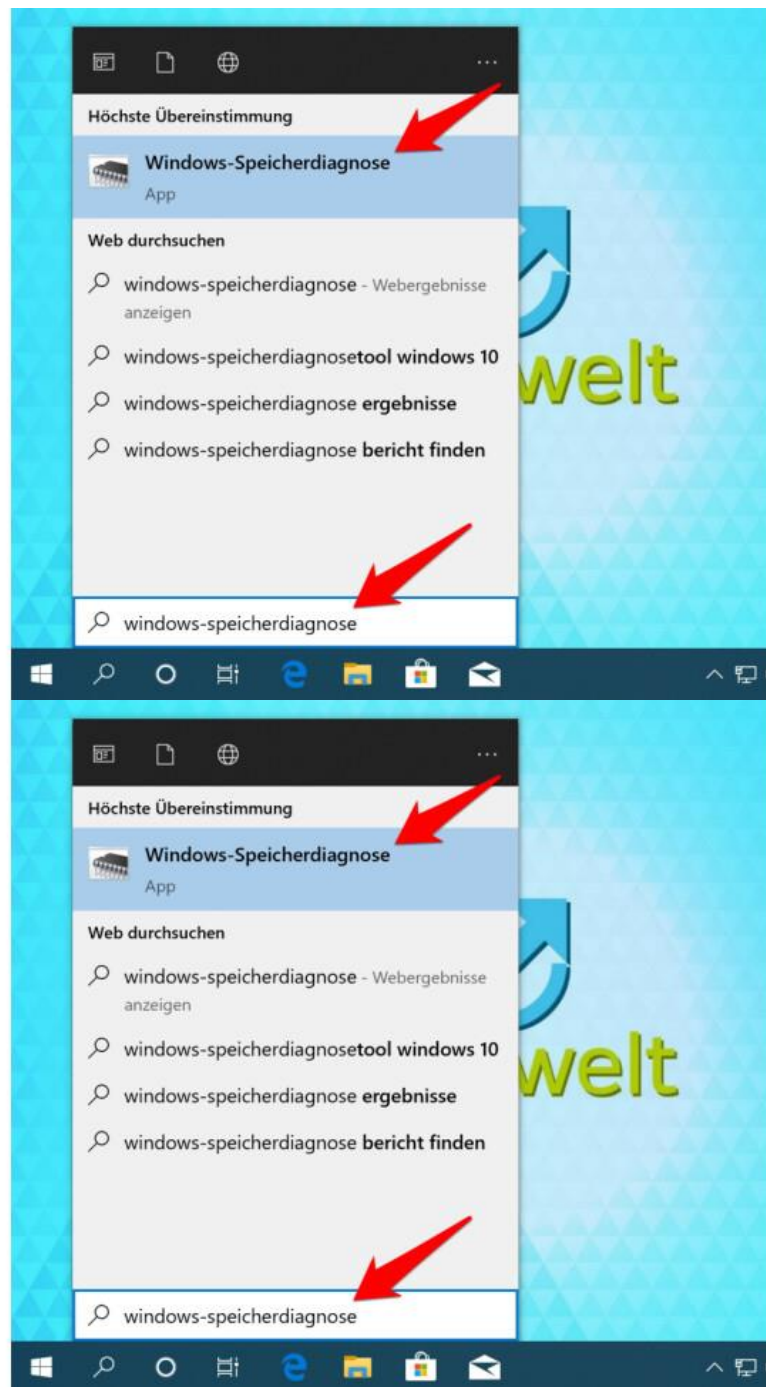 Höchste Übereinstimmung
Windows-Speicherdiagnose
App
Web durchsuchen
windows-speicherdiagnose - Webergebnisse
anzeigen
windows-speicherdiagnosetool windows 10
windows-speicherdiagnose ergebnisse
windows-speicherdiagnose bericht finden
welt
windows-speicherdiagnose
Höchste Übereinstimmung
Windows-Speicherdiagnose
App
Web durchsuchen
windows-speicherdiagnose - Webergebnisse
anzeigen
windows-speicherdiagnosetool windows 10
windows-speicherdiagnose ergebnisse
windows-speicherdiagnose bericht finden
welt
windows-speicherdiagnose